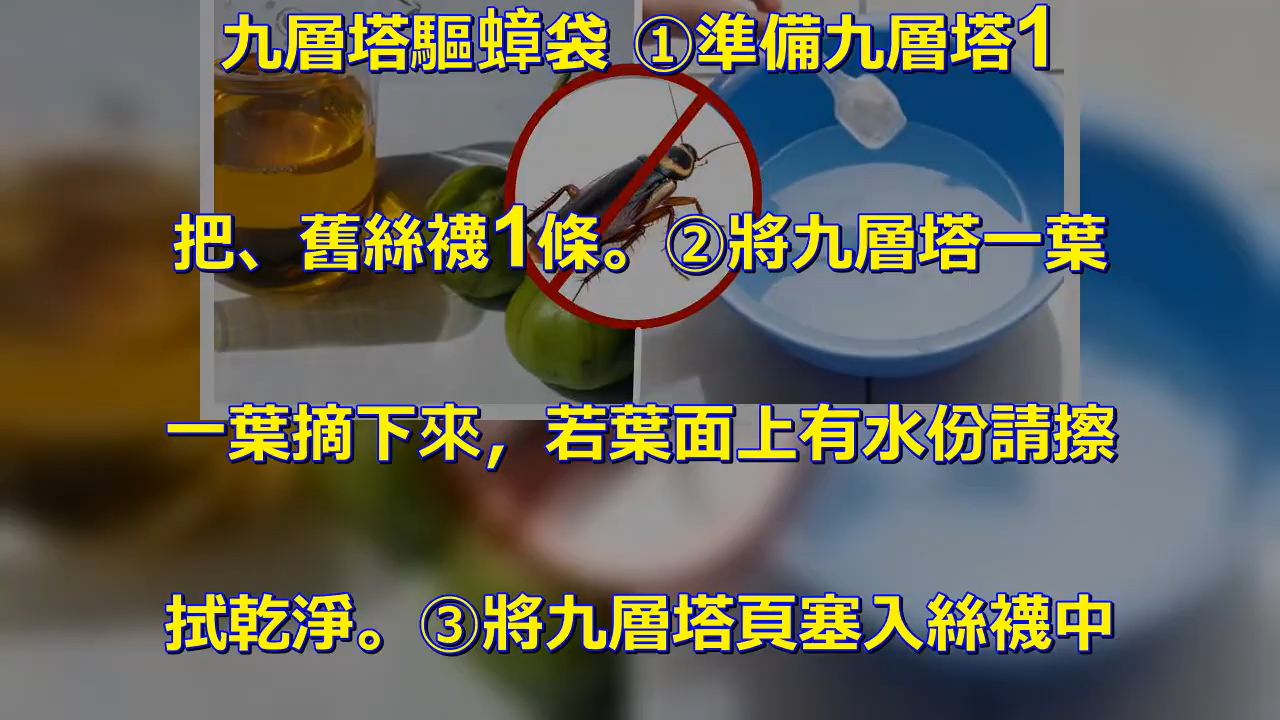 九層塔驅蟑袋 ①準備九層塔1
把、舊絲襪1條。②將九層塔一葉
一葉摘下來，若葉面上有水份請擦
拭乾淨。③將九層塔頁塞入絲襪中